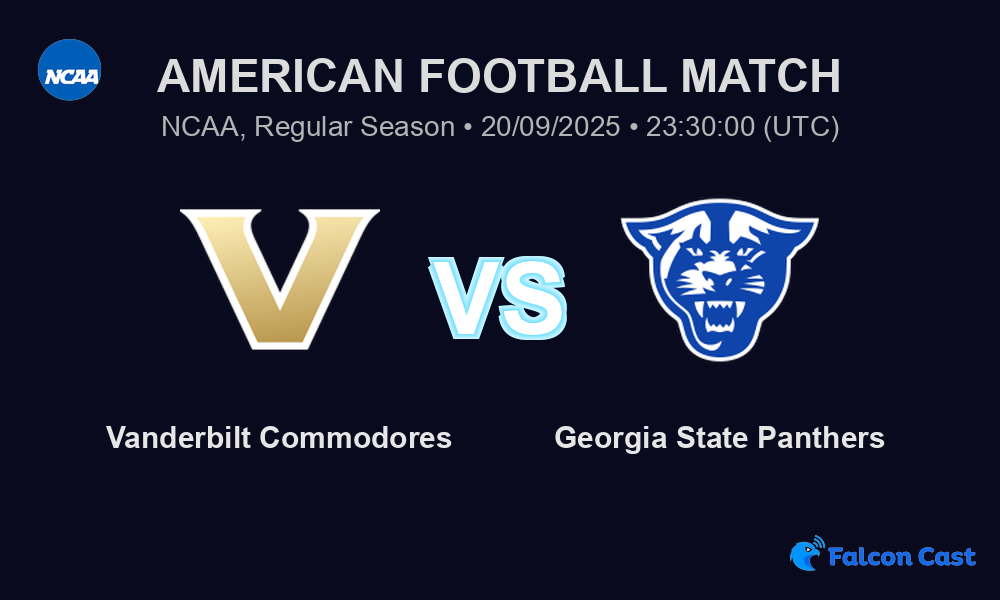 NCAA
AMERICAN FOOTBALL MATCH
NCAA, Regular Season • 20/09/2025 • 23:30:00 (UTC)
V
VS
Vanderbilt Commodores
Georgia State Panthers
Falcon Cast